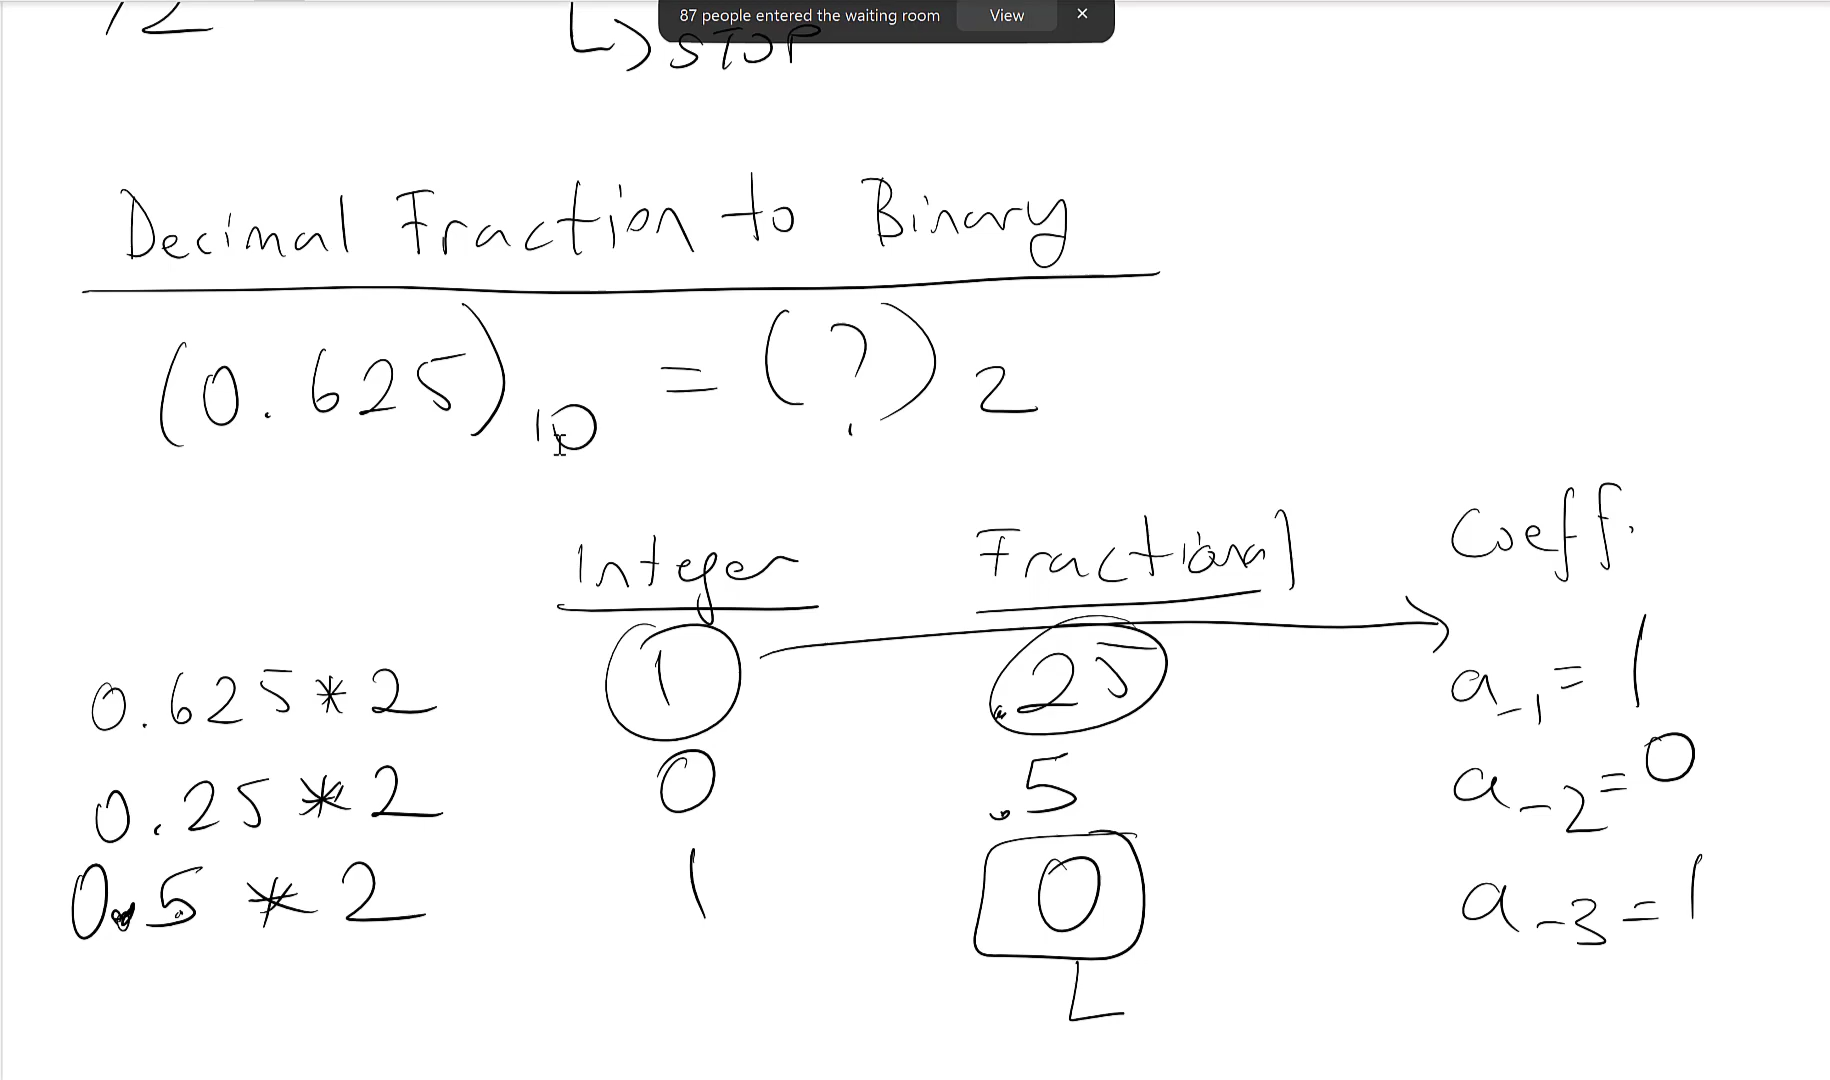 87 people entered the waiting room View ×
12 STOP
Decimal Fraction to Binary
(0.625)10 = (?)2
Integer Fractional Coeff.
0.625*2 1 .25 a-1 = 1
0.25*2 0 .5 a-2 = 0
0.5*2 1 0 a-3 = 1